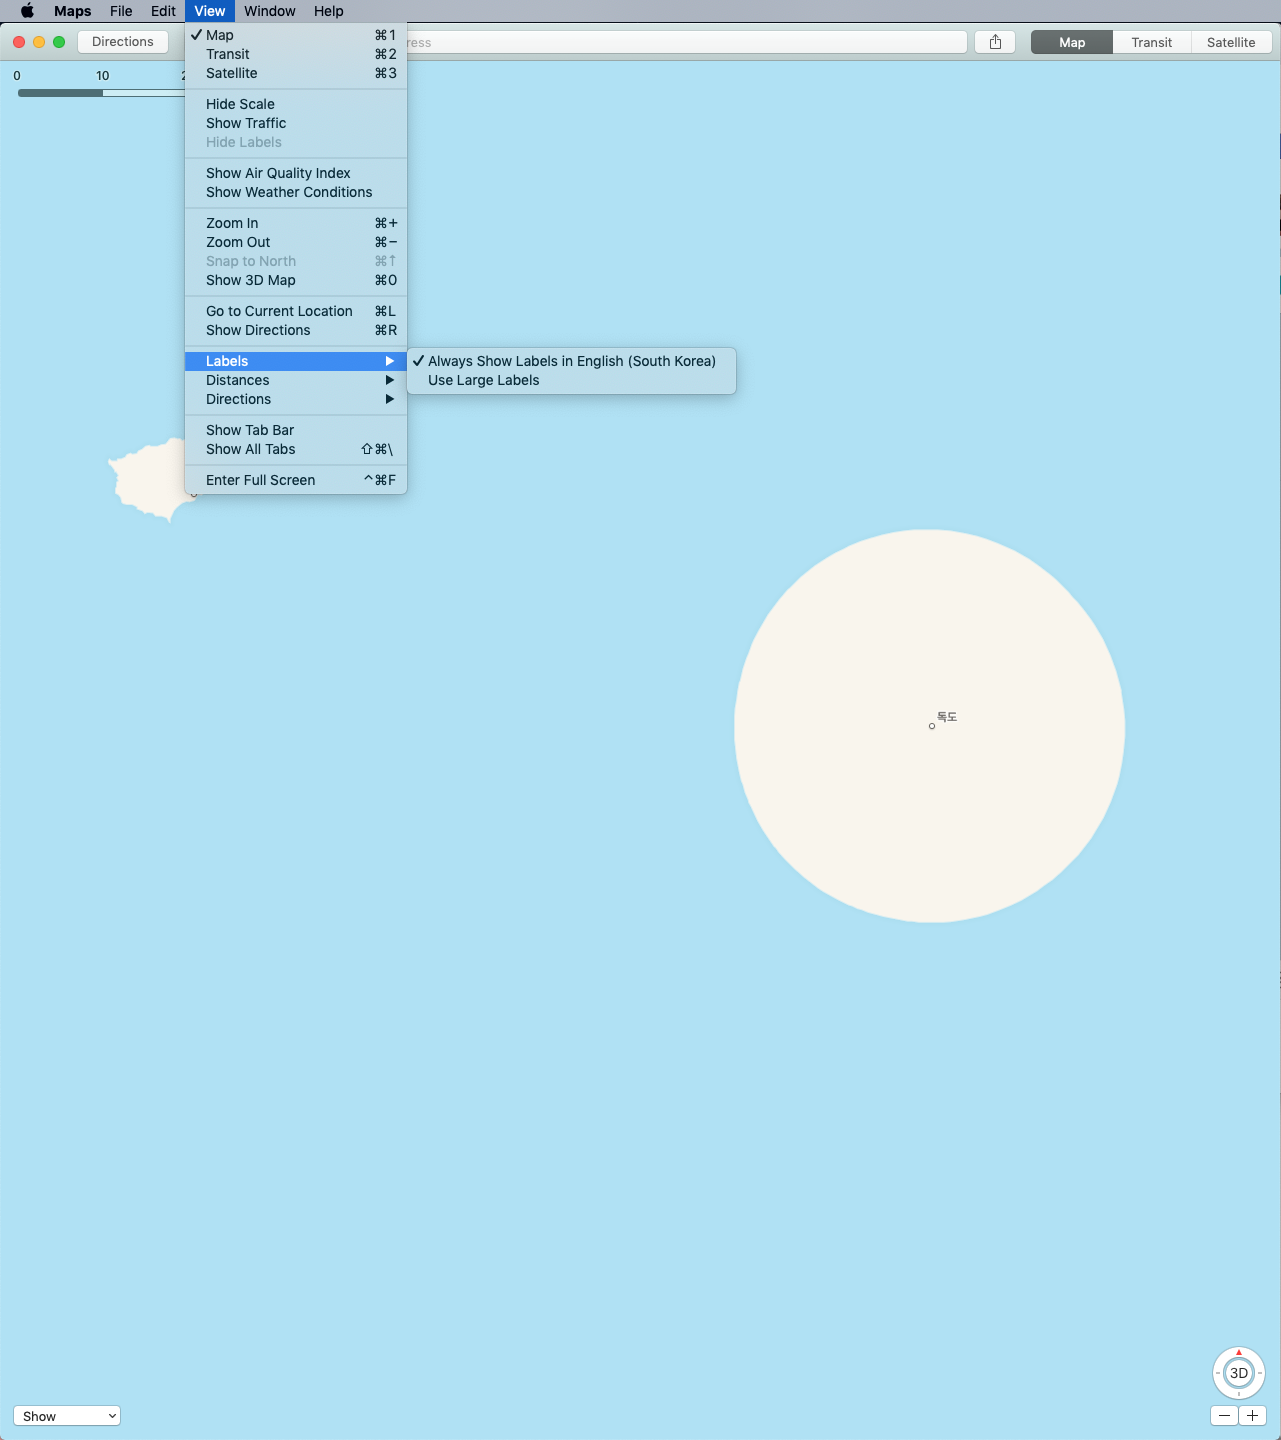 Maps File Edit View Window Help
Directions
Map Transit Satellite
0 10
✓ Map ⌘1
Transit ⌘2
Satellite ⌘3
Hide Scale
Show Traffic
Hide Labels
Show Air Quality Index
Show Weather Conditions
Zoom In ⌘+
Zoom Out ⌘−
Snap to North ⌘↑
Show 3D Map ⌘0
Go to Current Location ⌘L
Show Directions ⌘R
Labels ▶
✓ Always Show Labels in English (South Korea)
Use Large Labels
Distances ▶
Directions ▶
Show Tab Bar
Show All Tabs ⇧⌘\
Enter Full Screen ^⌘F
독도
3D
Show